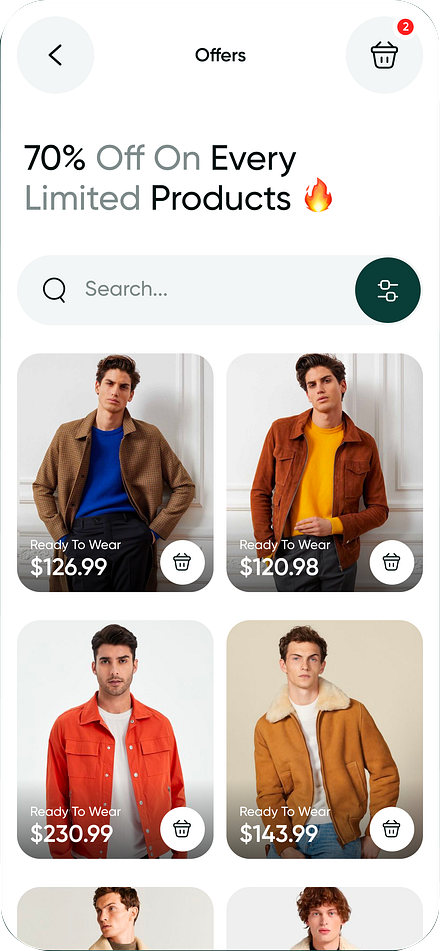 Offers
2
70% Off On Every
Limited Products 🔥
Search...
Ready To Wear
$126.99
Ready To Wear
$120.98
Ready To Wear
$230.99
Ready To Wear
$143.99